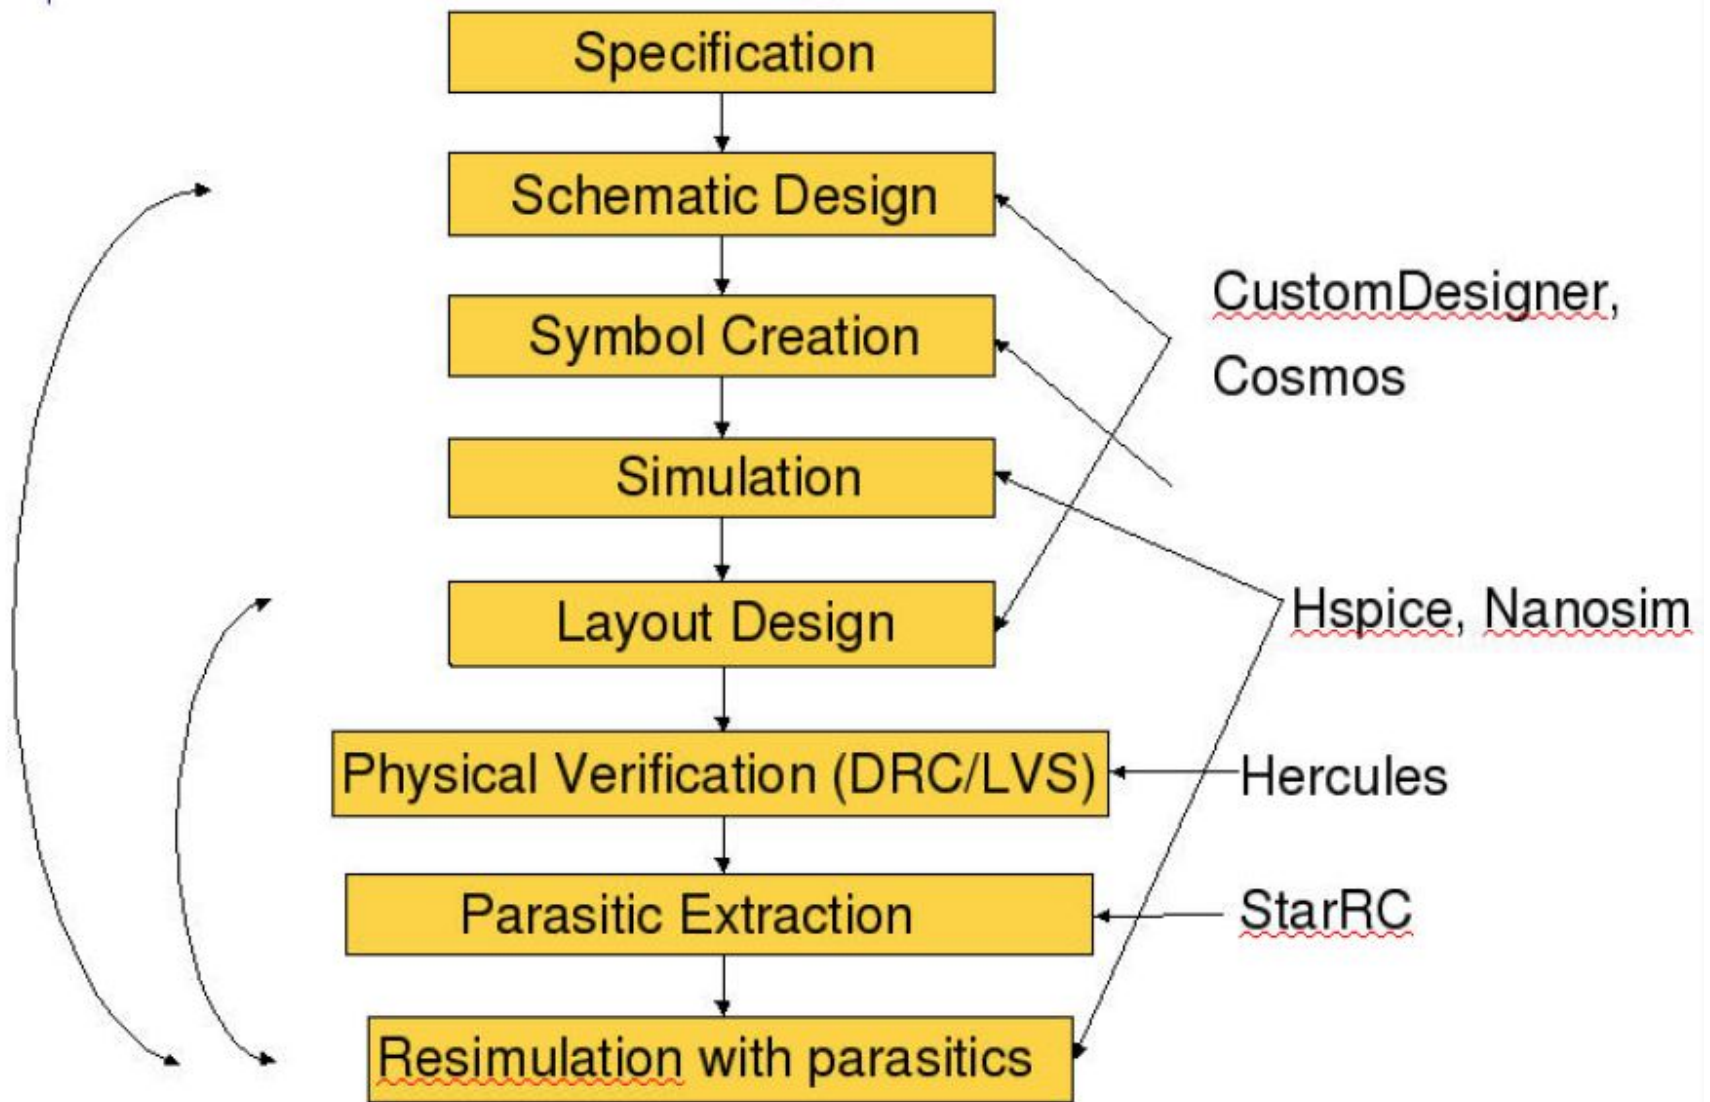 Specification
Schematic Design
Symbol Creation
Simulation
Layout Design
Physical Verification (DRC/LVS)
Parasitic Extraction
Resimulation with parasitics
CustomDesigner,
Cosmos
Hspice, Nanosim
Hercules
StarRC